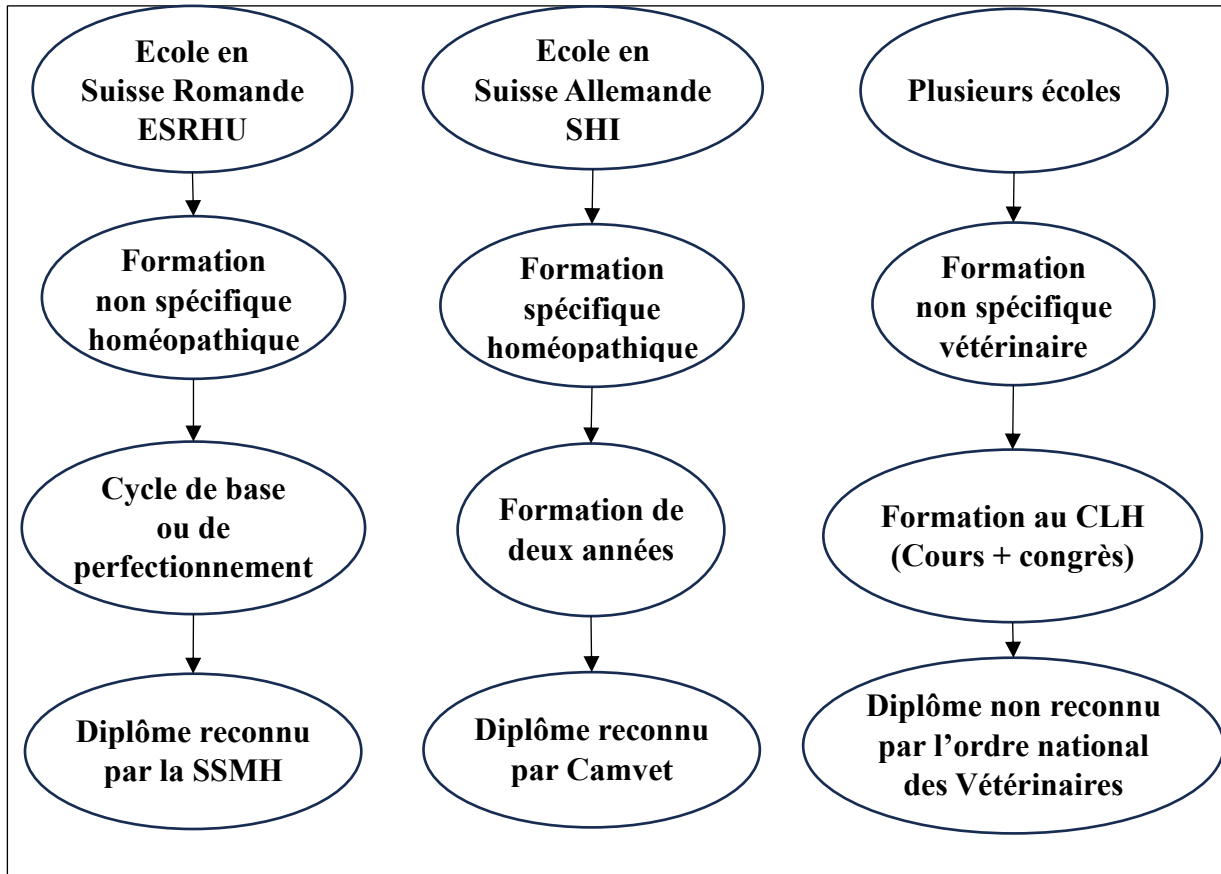 Ecole en
Suisse Romande
ESRHU
Formation
non spécifique
homéopathique
Cycle de base
ou de
perfectionnement
Diplôme reconnu
par la SSMH
Ecole en
Suisse Allemande
SHI
Formation
spécifique
homéopathique
Formation de
deux années
Diplôme reconnu
par Camvet
Plusieurs écoles
Formation
non spécifique
vétérinaire
Formation au CLH
(Cours + congrès)
Diplôme non reconnu
par l’ordre national
des Vétérinaires